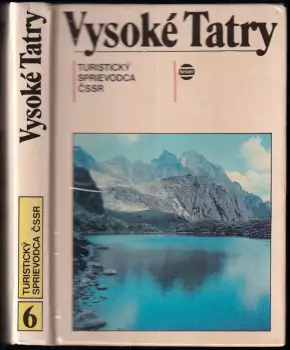 Vysoké Tatry
TURISTICKÝ
SPRIEVODCA
ČSSR
ŠPORT
Vysoké Tatry
TURISTICKÝ
SPRIEVODCA ČSSR
6